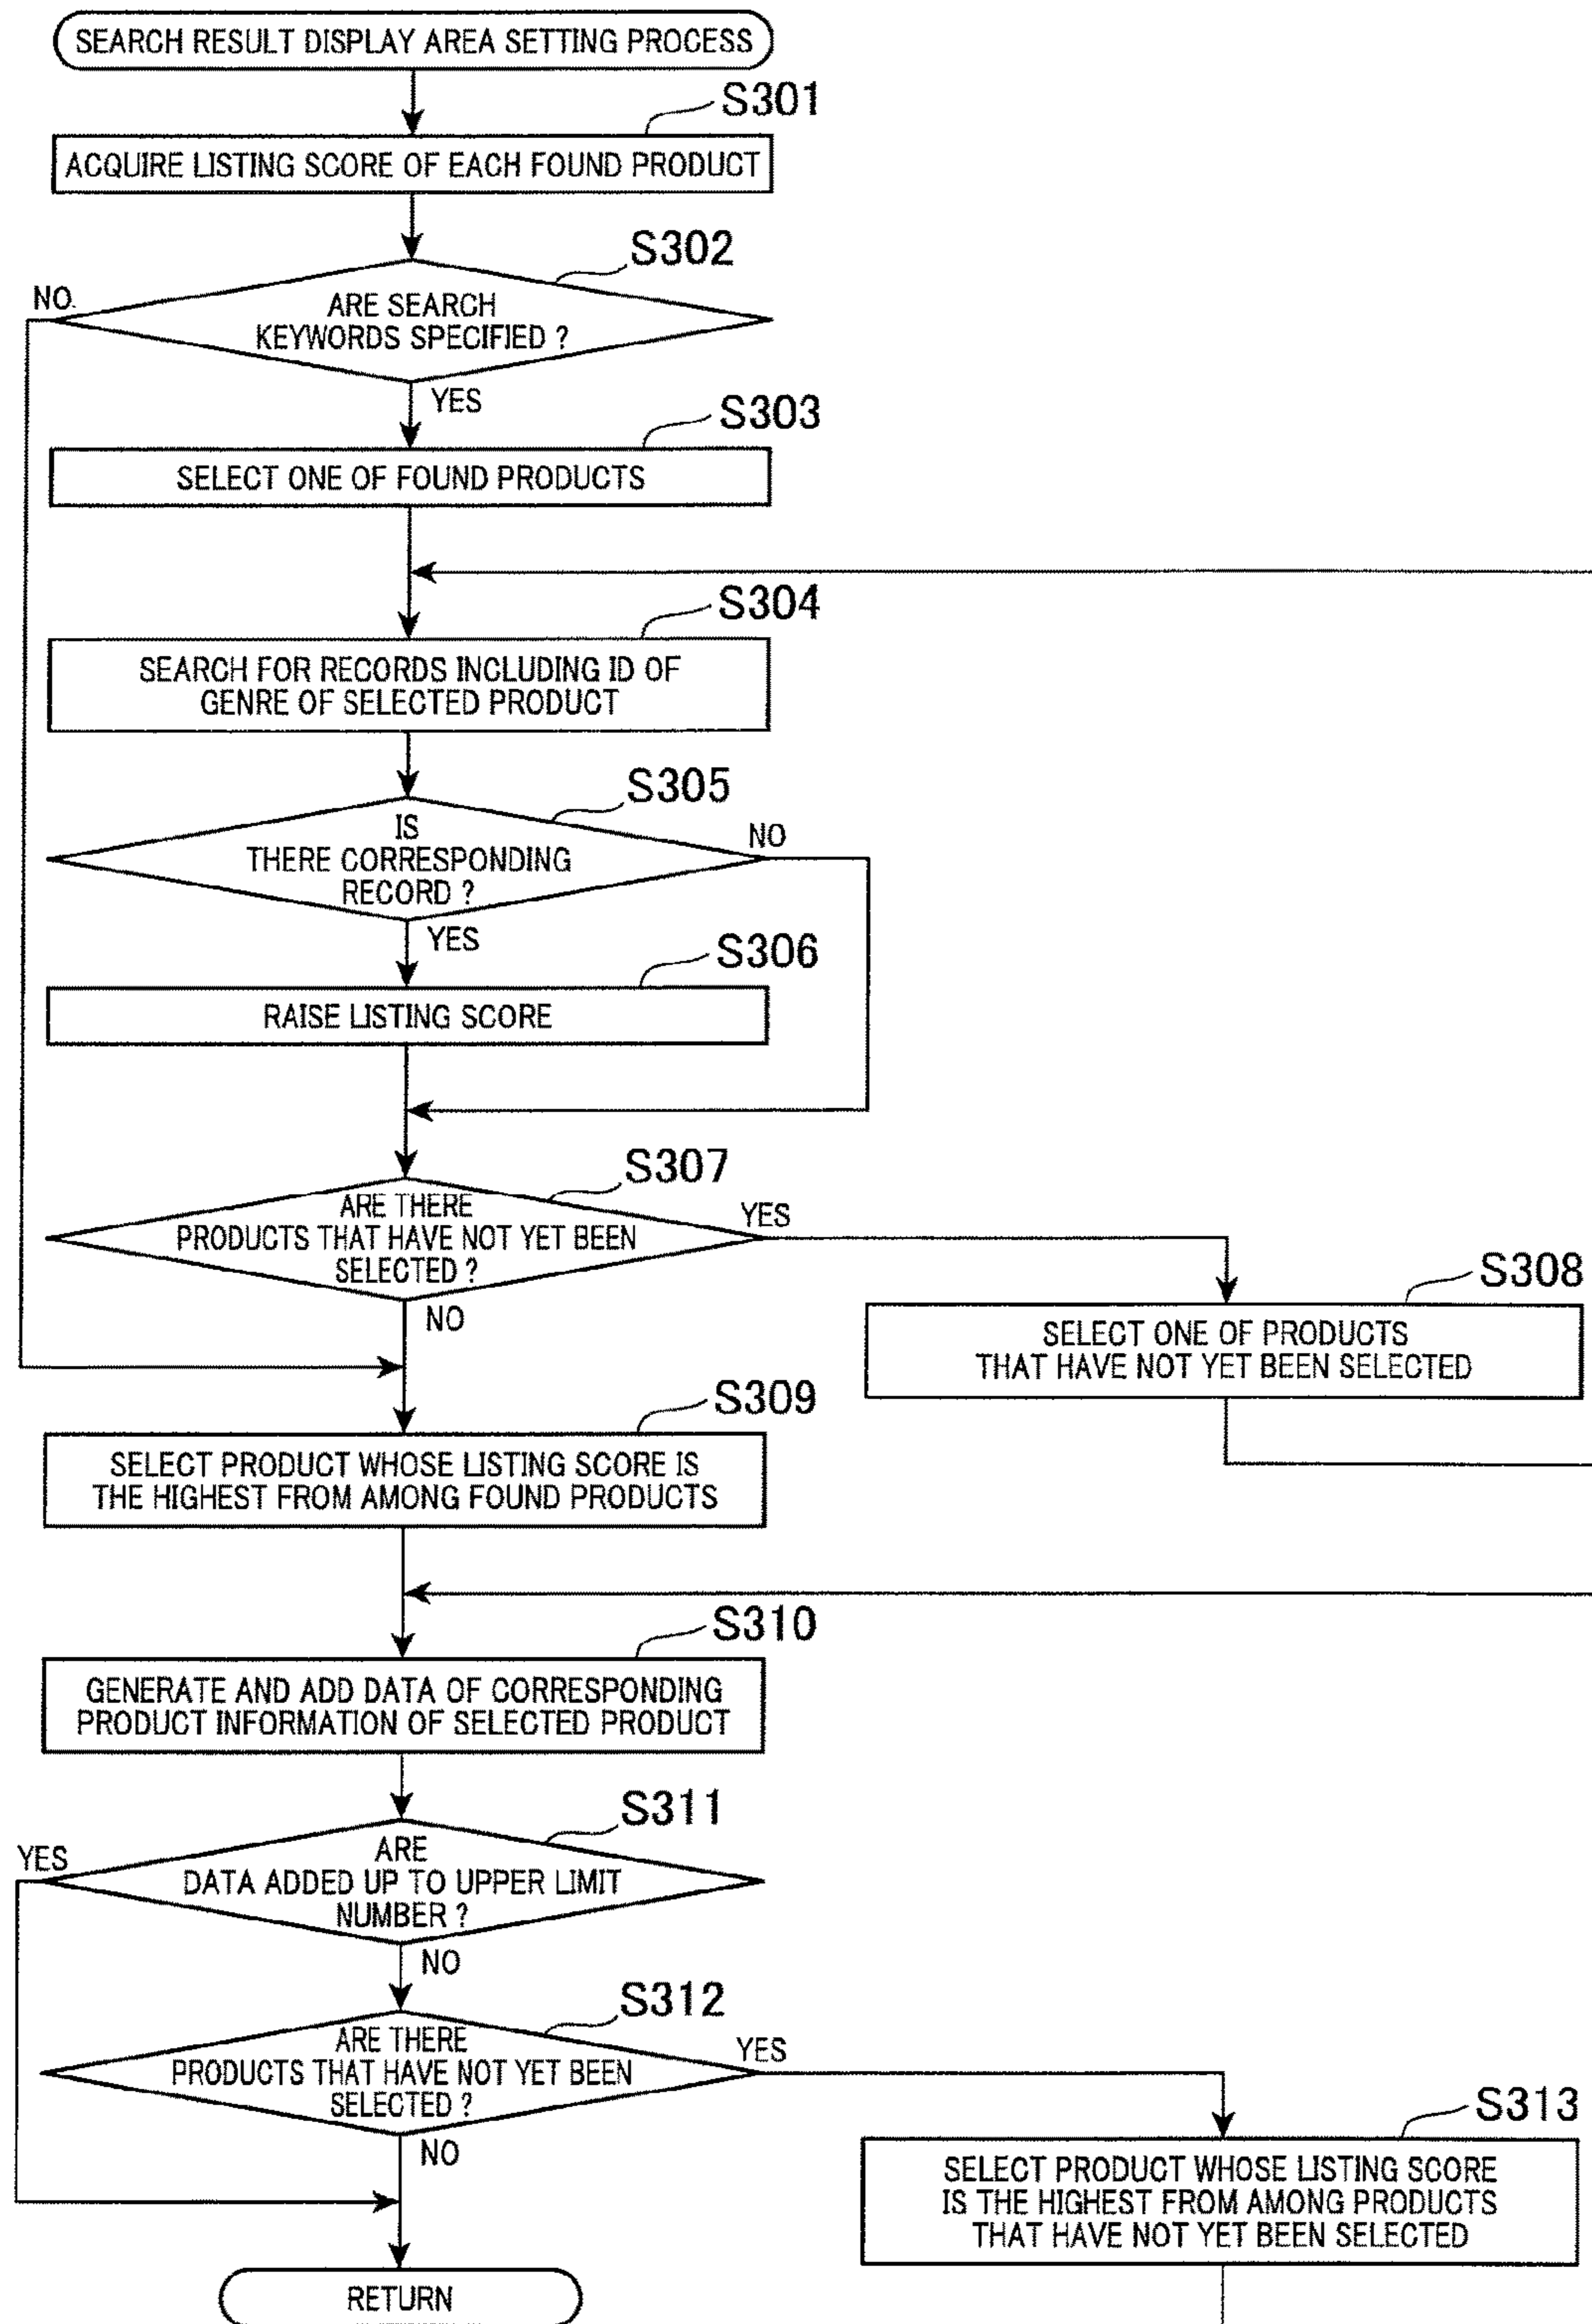 SEARCH RESULT DISPLAY AREA SETTING PROCESS
S301
ACQUIRE LISTING SCORE OF EACH FOUND PRODUCT
S302
NO
ARE SEARCH
KEYWORDS SPECIFIED ?
YES
S303
SELECT ONE OF FOUND PRODUCTS
S304
SEARCH FOR RECORDS INCLUDING ID OF
GENRE OF SELECTED PRODUCT
S305
IS
THERE CORRESPONDING
RECORD ?
NO
YES
S306
RAISE LISTING SCORE
S307
ARE THERE
PRODUCTS THAT HAVE NOT YET BEEN
SELECTED ?
YES
NO
S308
SELECT ONE OF PRODUCTS
THAT HAVE NOT YET BEEN SELECTED
S309
SELECT PRODUCT WHOSE LISTING SCORE IS
THE HIGHEST FROM AMONG FOUND PRODUCTS
S310
GENERATE AND ADD DATA OF CORRESPONDING
PRODUCT INFORMATION OF SELECTED PRODUCT
S311
YES
ARE
DATA ADDED UP TO UPPER LIMIT
NUMBER ?
NO
S312
ARE THERE
PRODUCTS THAT HAVE NOT YET BEEN
SELECTED ?
YES
NO
S313
SELECT PRODUCT WHOSE LISTING SCORE
IS THE HIGHEST FROM AMONG PRODUCTS
THAT HAVE NOT YET BEEN SELECTED
RETURN